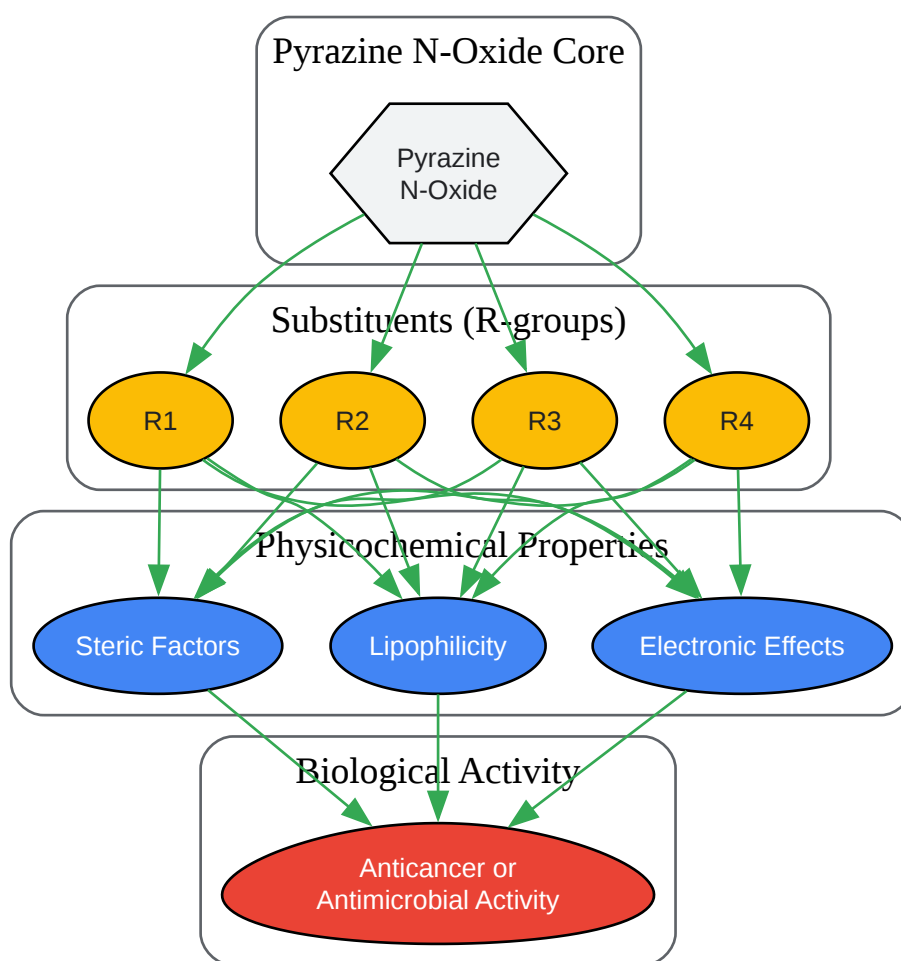 Pyrazine N-Oxide Core
Pyrazine
N-Oxide
Substituents (R-groups)
R1
R2
R3
R4
Physicochemical Properties
Steric Factors
Lipophilicity
Electronic Effects
Biological Activity
Anticancer or
Antimicrobial Activity